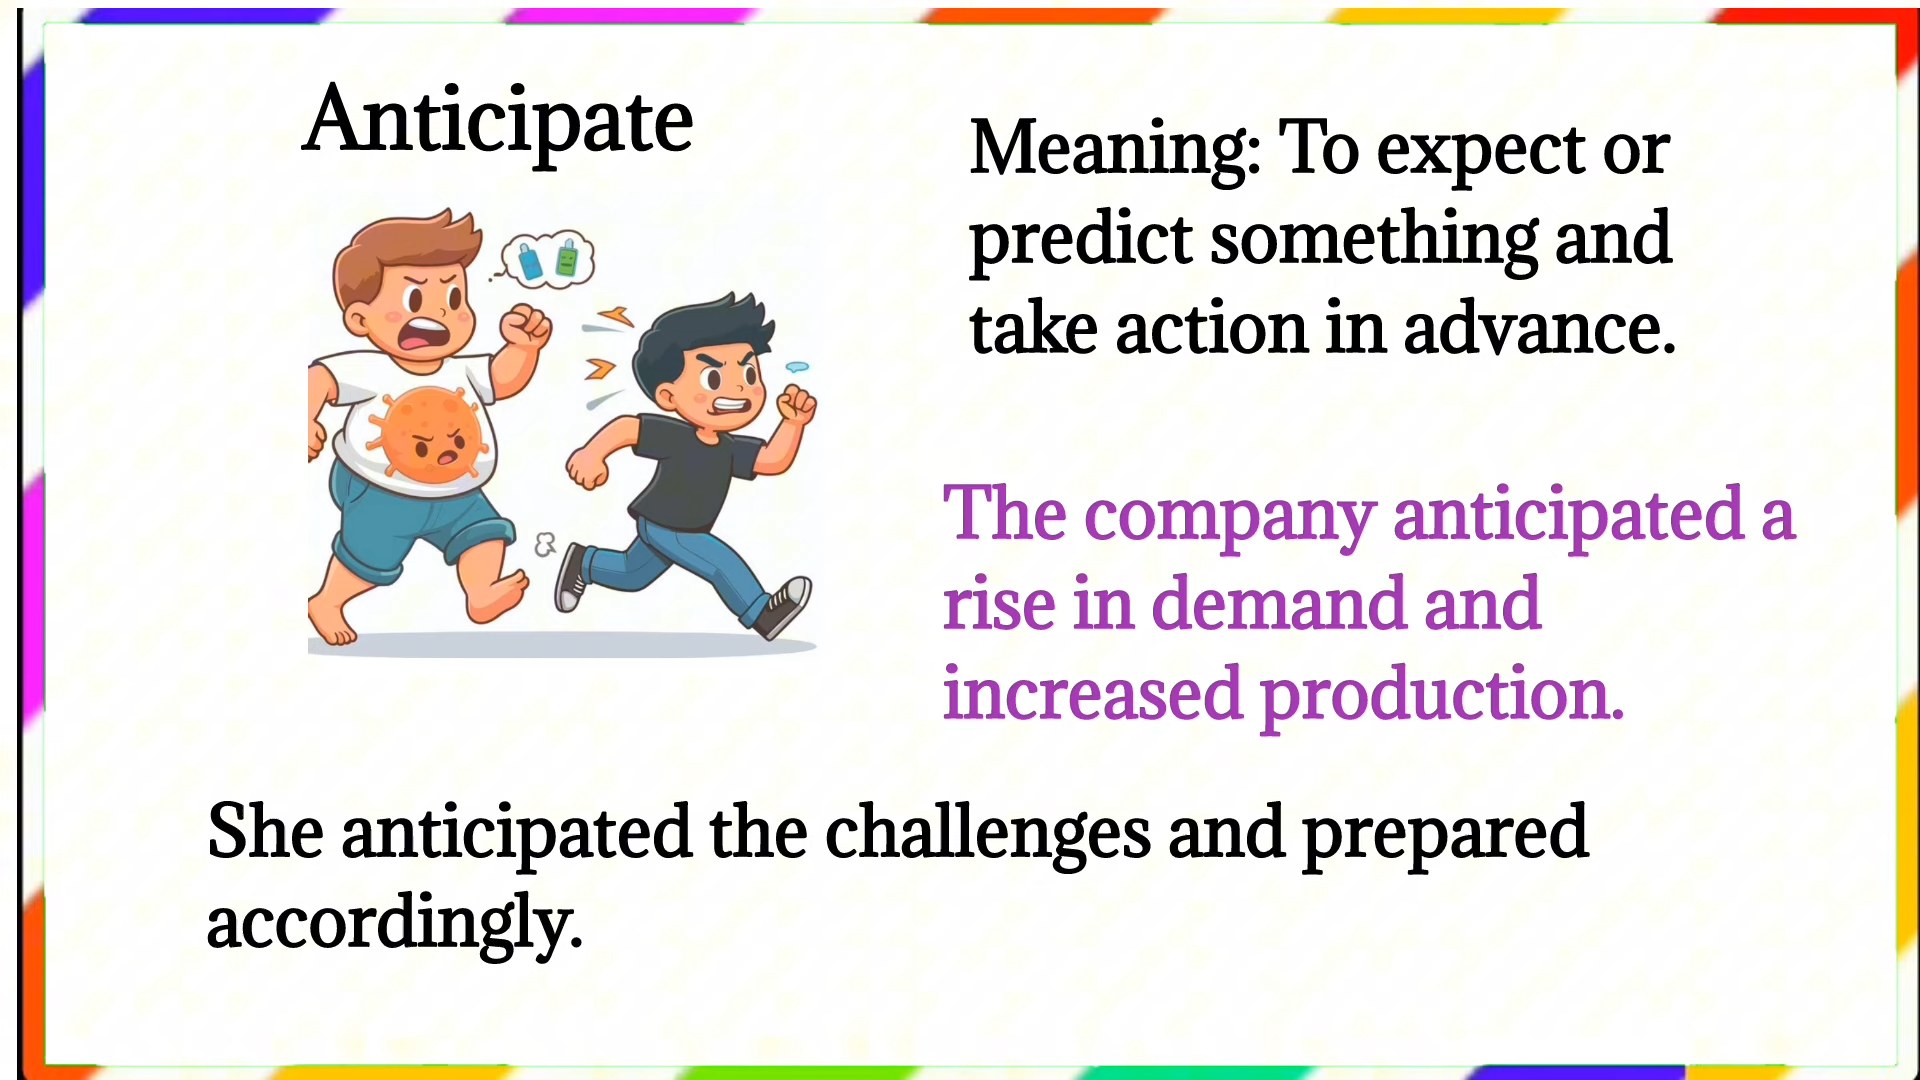 Anticipate
Meaning: To expect or
predict something and
take action in advance.
The company anticipated a
rise in demand and
increased production.
She anticipated the challenges and prepared
accordingly.